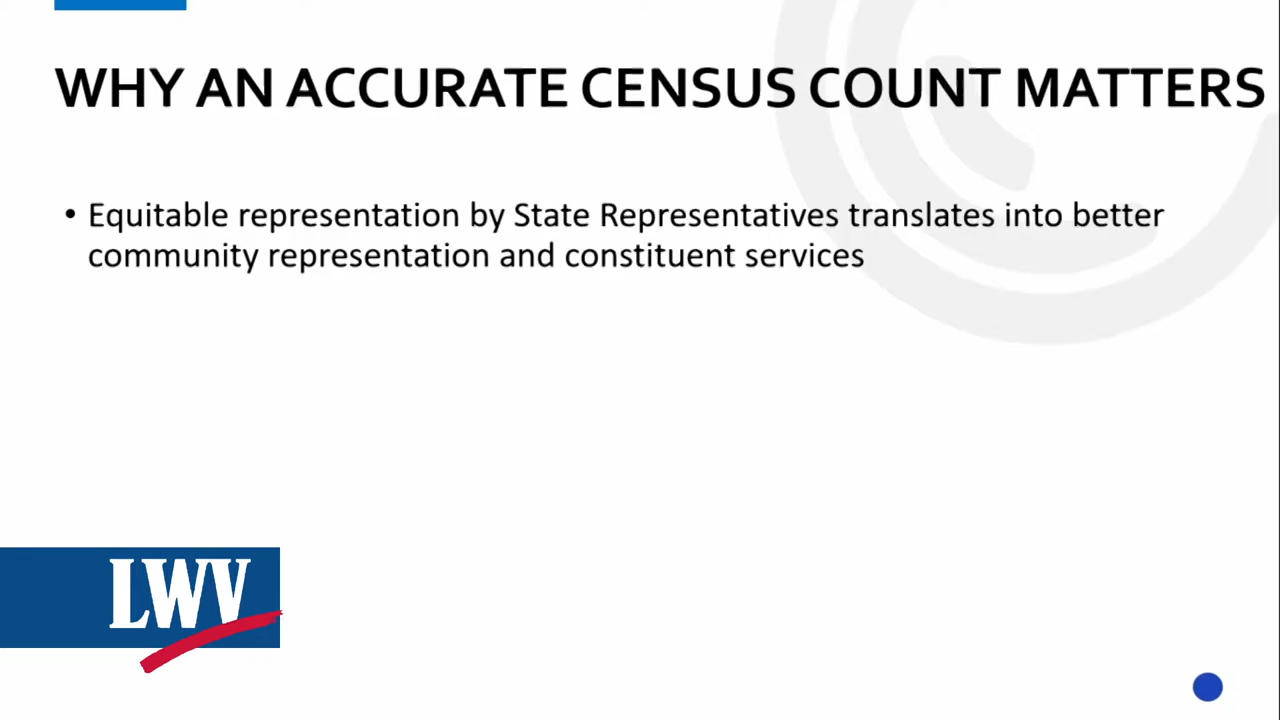 WHY AN ACCURATE CENSUS COUNT MATTERS
• Equitable representation by State Representatives translates into better
community representation and constituent services
LWV